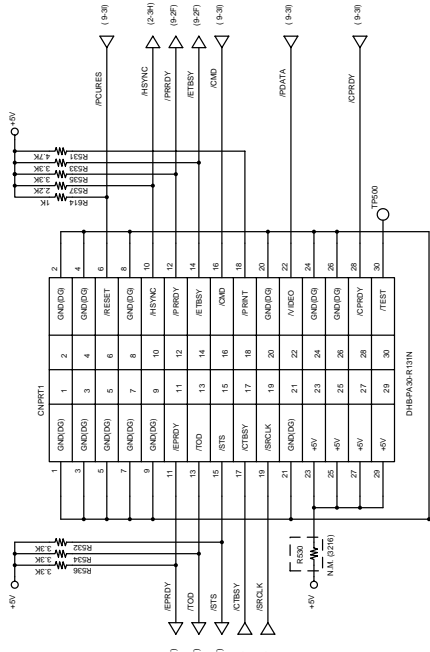 +5V
1K
R614
2.2K
R537
3.3K
R535
3.3K
R533
4.7K
R531
/PCURES
( 9-3I)
/HSYNC
(2-3H)
/PRRDY
(9-2F)
/ETBSY
(9-2F)
/CMD
( 9-3I)
/PDATA
( 9-3I)
/CPRDY
( 9-3I)
TP500
CNPRT1
1 GND(DG) 1 2 GND(DG) 2
3 GND(DG) 3 4 GND(DG) 4
5 GND(DG) 5 6 /RESET 6
7 GND(DG) 7 8 GND(DG) 8
9 GND(DG) 9 10 /HSYNC 10
11 /EPRDY 11 12 /PRRDY 12
13 /TOD 13 14 /ETBSY 14
15 /STS 15 16 /CMD 16
17 /CTBSY 17 18 /PRINT 18
19 /SRCLK 19 20 GND(DG) 20
21 GND(DG) 21 22 /VIDEO 22
23 +5V 23 24 GND(DG) 24
25 +5V 25 26 GND(DG) 26
27 +5V 27 28 /CPRDY 28
29 +5V 29 30 /TEST 30
DHB-PA30-R131N
+5V
3.3K
R536
3.3K
R534
3.3K
R532
/EPRDY
)
/TOD
)
/STS
)
/CTBSY
/SRCLK
+5V
R530
N.M. (3216)